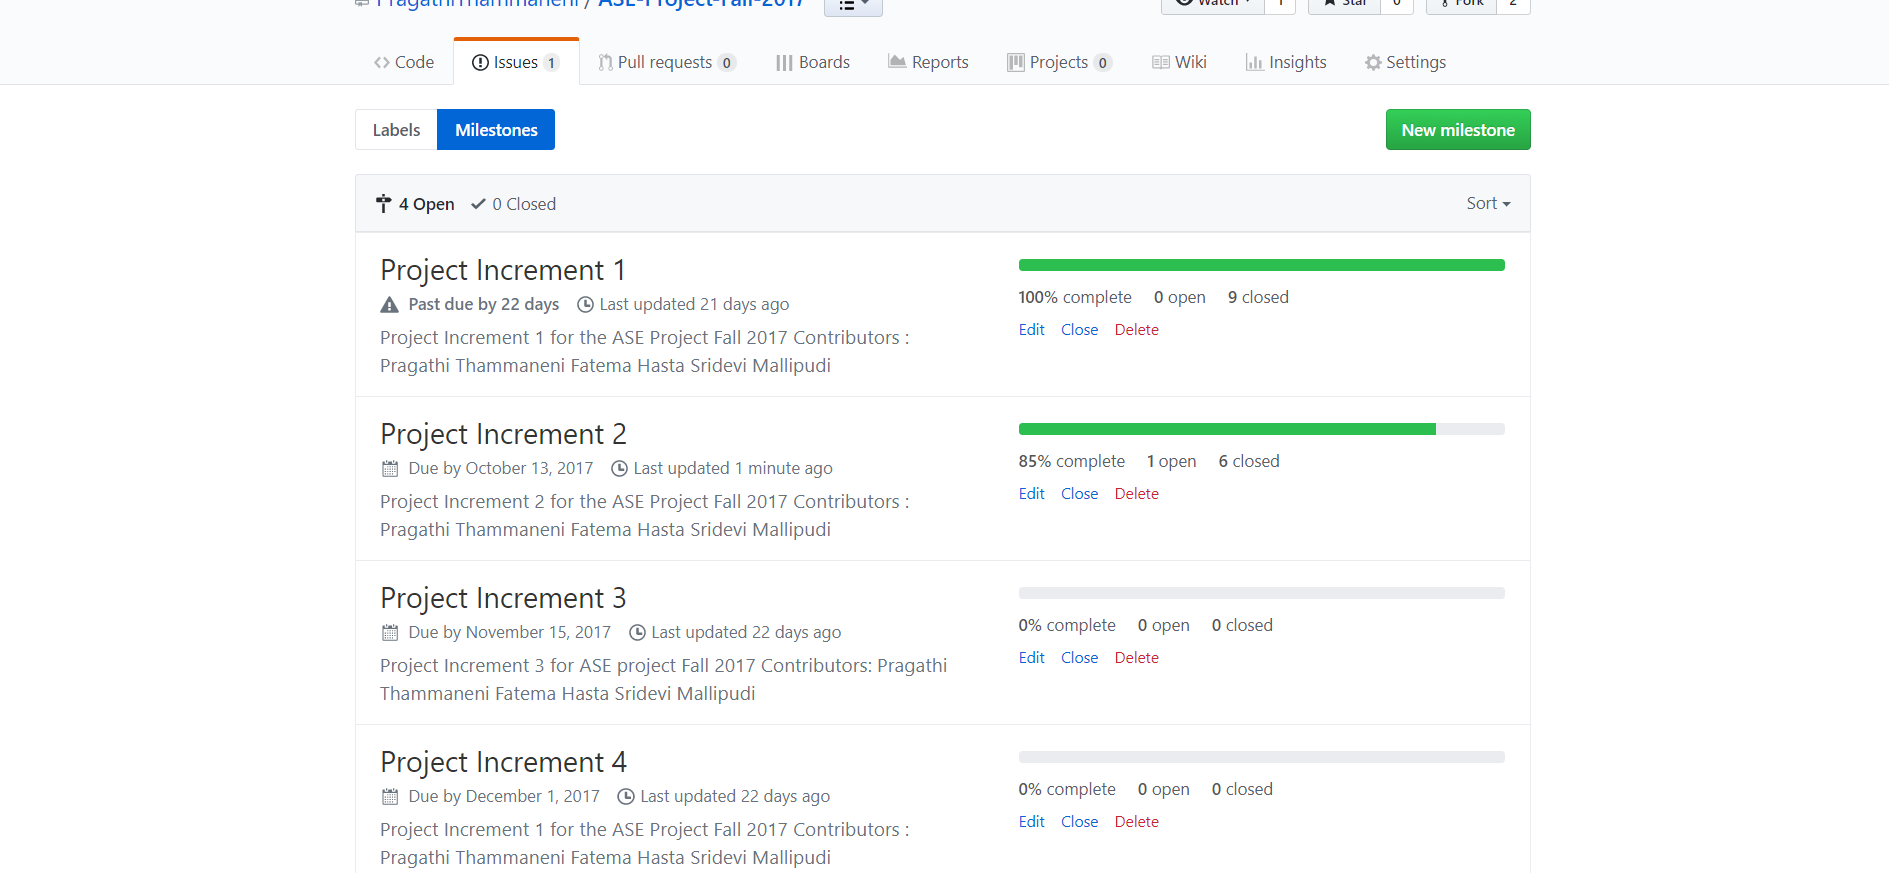 PragathiThammaneni / ASE-Project-Fall-2017
Watch 1 Star 0 Fork 2
Code Issues 1 Pull requests 0 Boards Reports Projects 0 Wiki Insights Settings
Labels Milestones New milestone
4 Open 0 Closed Sort
Project Increment 1
Past due by 22 days Last updated 21 days ago
Project Increment 1 for the ASE Project Fall 2017 Contributors :
Pragathi Thammaneni Fatema Hasta Sridevi Mallipudi
100% complete 0 open 9 closed
Edit Close Delete
Project Increment 2
Due by October 13, 2017 Last updated 1 minute ago
Project Increment 2 for the ASE Project Fall 2017 Contributors :
Pragathi Thammaneni Fatema Hasta Sridevi Mallipudi
85% complete 1 open 6 closed
Edit Close Delete
Project Increment 3
Due by November 15, 2017 Last updated 22 days ago
Project Increment 3 for ASE project Fall 2017 Contributors: Pragathi
Thammaneni Fatema Hasta Sridevi Mallipudi
0% complete 0 open 0 closed
Edit Close Delete
Project Increment 4
Due by December 1, 2017 Last updated 22 days ago
Project Increment 1 for the ASE Project Fall 2017 Contributors :
Pragathi Thammaneni Fatema Hasta Sridevi Mallipudi
0% complete 0 open 0 closed
Edit Close Delete